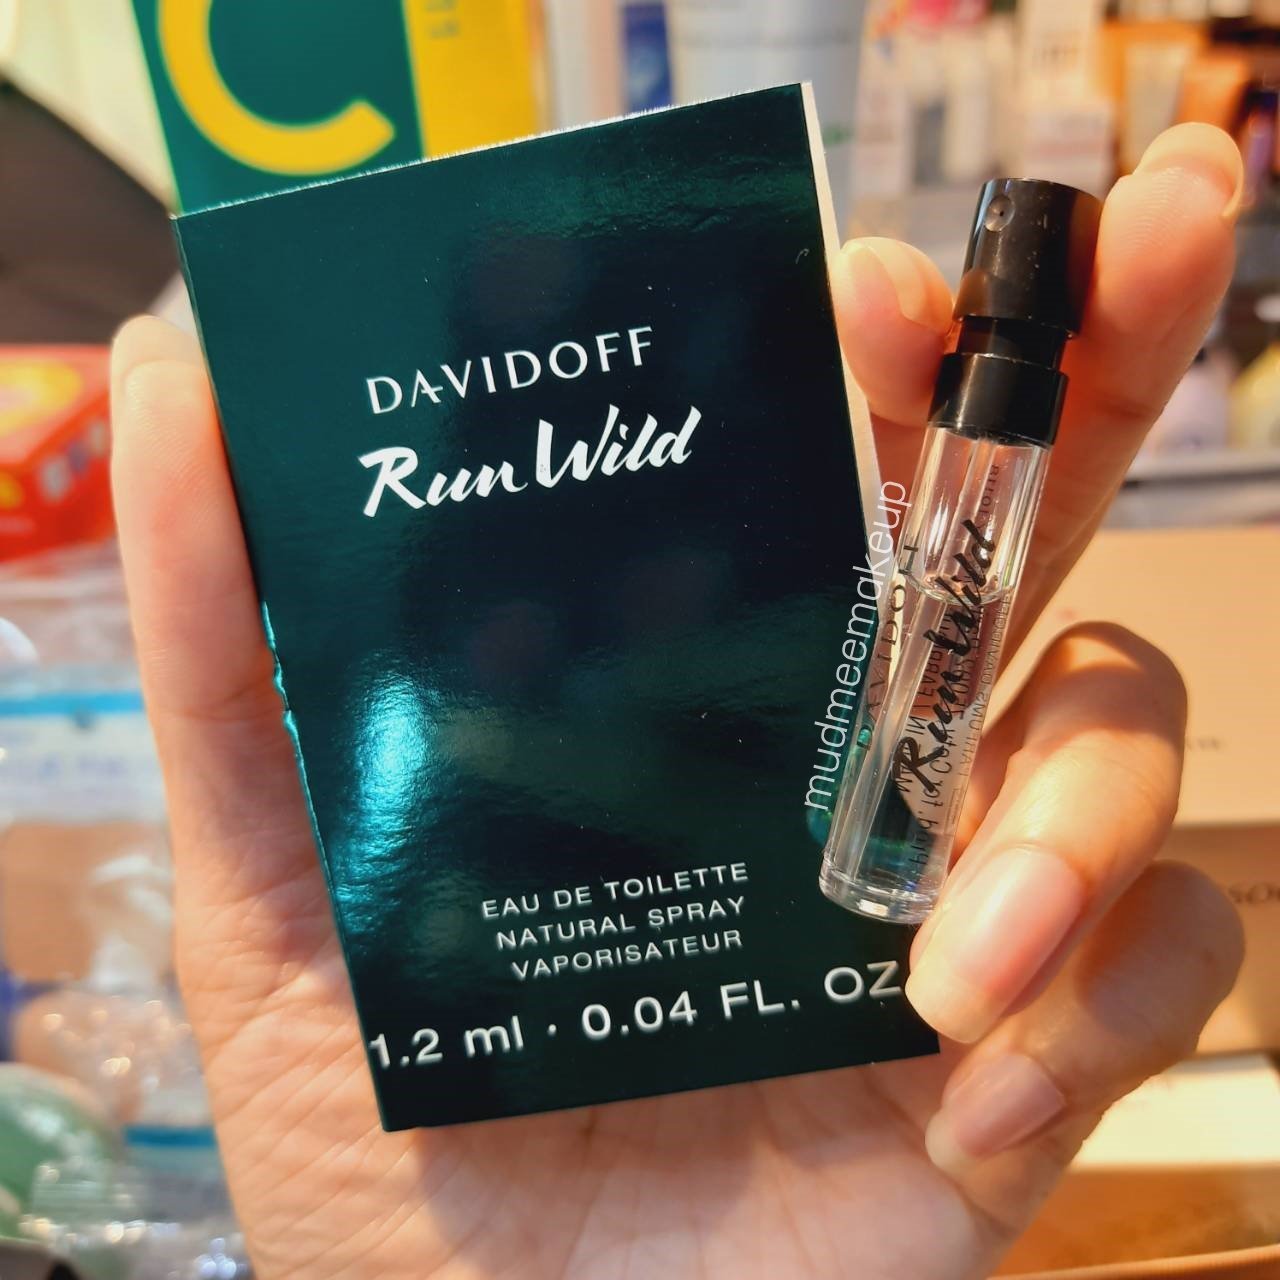 DAVIDOFF
Run Wild
EAU DE TOILETTE
NATURAL SPRAY
VAPORISATEUR
1.2 ml · 0.04 FL. OZ.
mudmeemakeup
DAVIDOFF
Run Wild